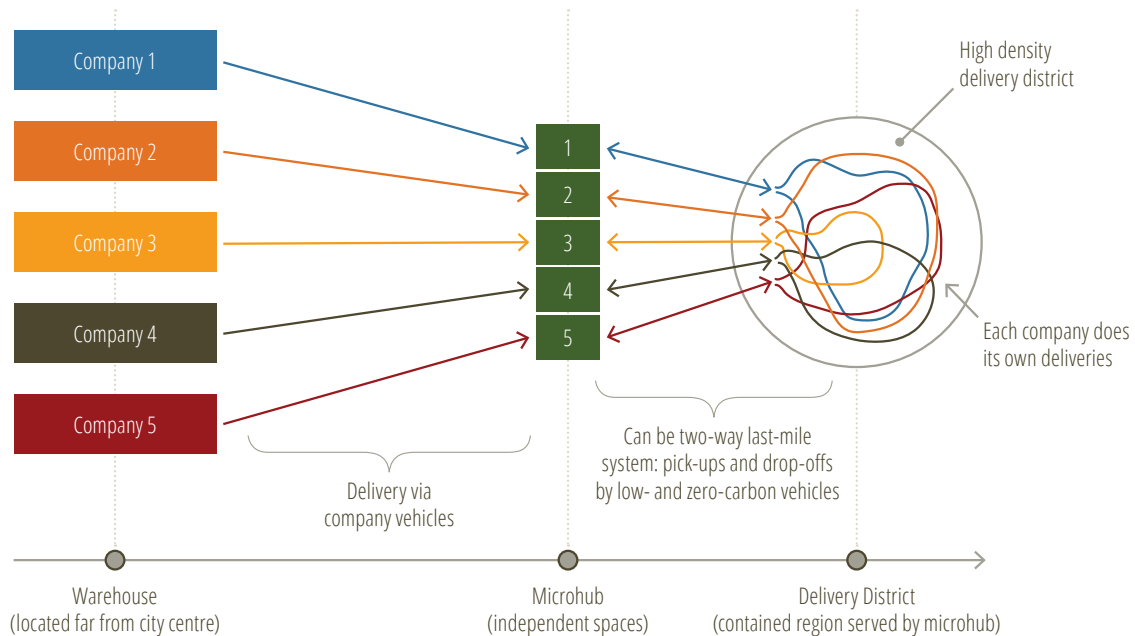 Company 1
Company 2
Company 3
Company 4
Company 5
1
2
3
4
5
High density
delivery district
Each company does
its own deliveries
Delivery via
company vehicles
Can be two-way last-mile
system: pick-ups and drop-offs
by low- and zero-carbon vehicles
Warehouse
(located far from city centre)
Microhub
(independent spaces)
Delivery District
(contained region served by microhub)